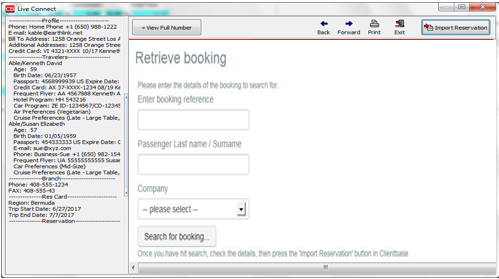 CB Live Connect
-----Profile-----
Phone: Home Phone +1 (650) 988-1222
E-mail: kable@earthlink.net
Bill To Address: 1258 Orange Street Los A
Additional Addresses: 1258 Orange Street
Credit Card: VI 4321-XXXX 10/17 Kenneth
-----Travelers-----
Able/Kenneth David
Age: 59
Birth Date: 06/23/1957
Passport: 4568999939 US Expire Date:
Credit Card: AX 37-XXXX-1234 08/19 Ke
Frequent Flyer: AA 4567888 Kenneth A
Hotel Program: HH 543216
Car Program: ZE ID-1234567/CD-12345
Air Preferences (Vegetarian)
Cruise Preferences (Late - Large Table,
Able/Susan Elizabeth
Age: 57
Birth Date: 01/05/1959
Passport: 454333333 US Expire Date: C
Phone: Business-Sue +1 (650) 982-154
E-mail: sue@xyz.com
Frequent Flyer: UA 55555555555 Susan
Car Preferences (Mid-Size)
Cruise Preferences (Late - Large Table,
-----Branch-----
Phone: 408-555-1234
FAX: 408-555-43
-----Res Card-----
Region: Bermuda
Trip Start Date: 6/27/2017
Trip End Date: 7/7/2017
-----Reservation-----
View Full Number
Back
Forward
Print
Exit
Import Reservation
Retrieve booking
Please enter the details of the booking to search for.
Enter booking reference
Passenger Last name / Surname
Company
-- please select --
Search for booking...
Once you have hit search, check the details, then press the 'Import Reservation' button in Clientbase